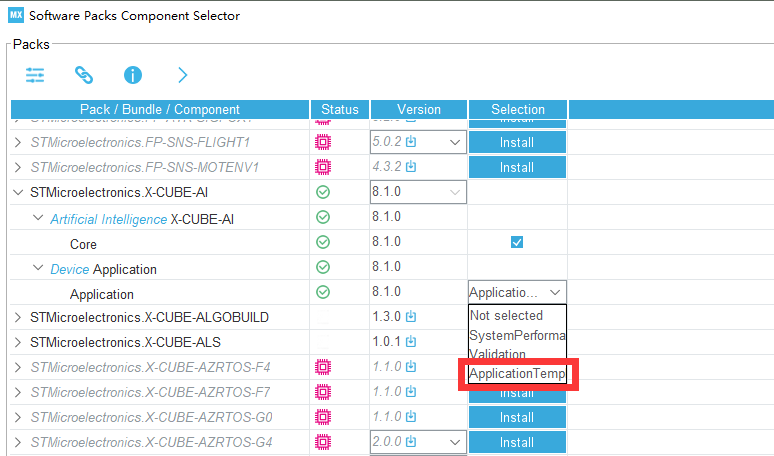 MX Software Packs Component Selector
Packs
Pack / Bundle / Component Status Version Selection
Install
STMicroelectronics.FP-SNS-FLIGHT1 5.0.2 Install
STMicroelectronics.FP-SNS-MOTENV1 4.3.2 Install
STMicroelectronics.X-CUBE-AI 8.1.0
Artificial Intelligence X-CUBE-AI 8.1.0
Core 8.1.0
Device Application 8.1.0
Application 8.1.0 Applicatio...
Not selected
STMicroelectronics.X-CUBE-ALGOBUILD 1.3.0
SystemPerforma
STMicroelectronics.X-CUBE-ALS 1.0.1
Validation
STMicroelectronics.X-CUBE-AZRTOS-F4 1.1.0
ApplicationTemp
STMicroelectronics.X-CUBE-AZRTOS-F7 1.1.0 Install
STMicroelectronics.X-CUBE-AZRTOS-G0 1.1.0 Install
STMicroelectronics.X-CUBE-AZRTOS-G4 2.0.0 Install